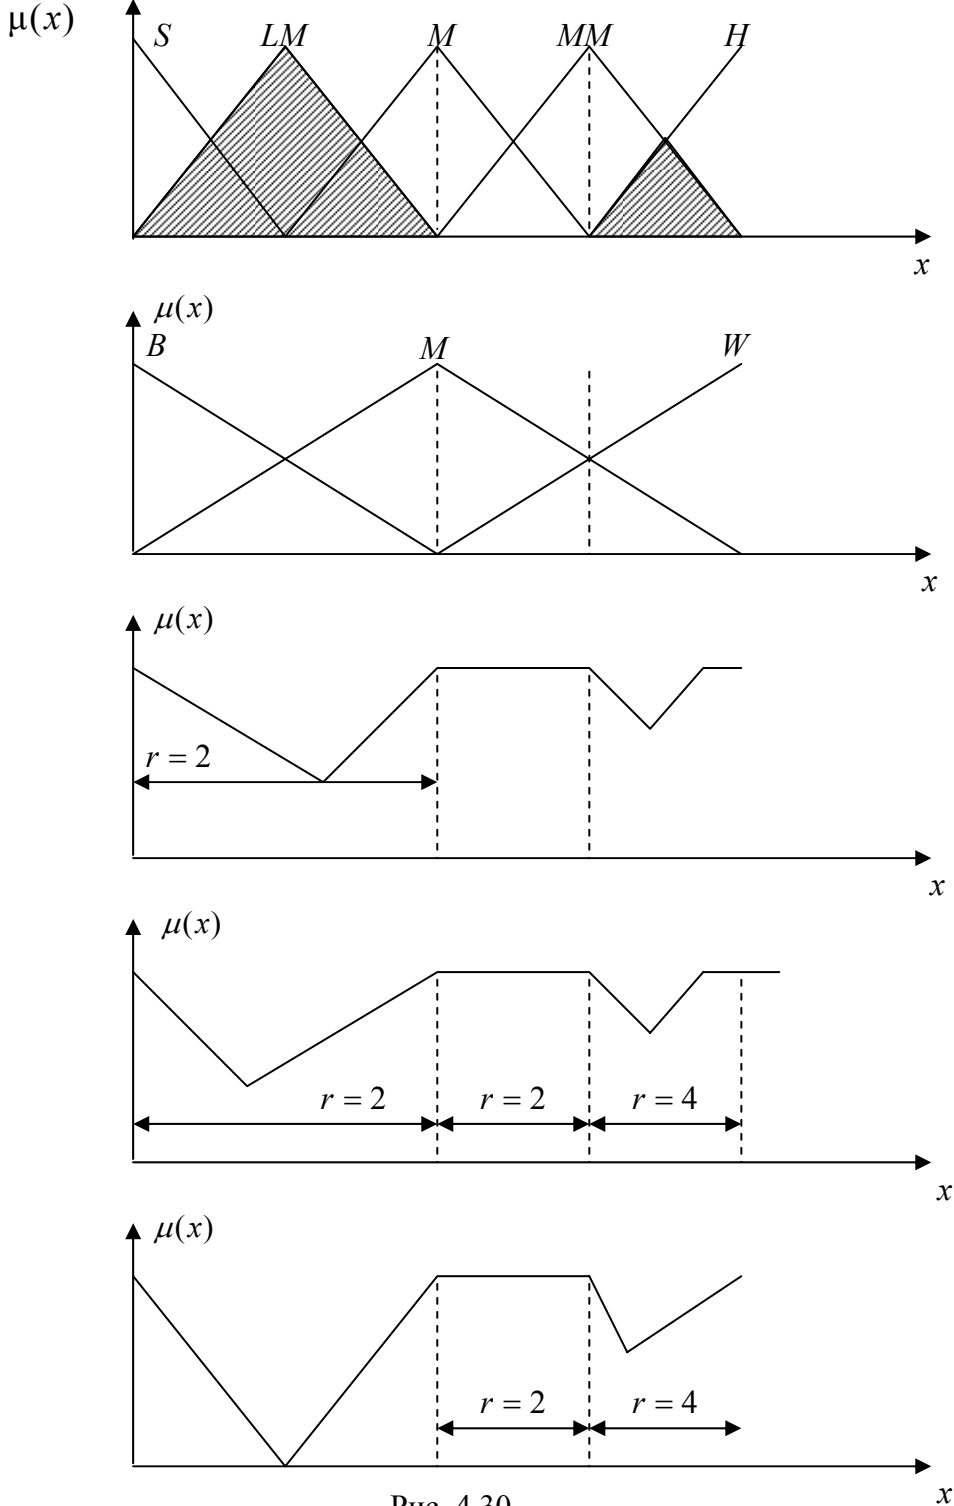 μ(x)
S LM M MM H
x
μ(x)
B M W
x
μ(x)
r = 2
x
μ(x)
r = 2 r = 2 r = 4
x
μ(x)
r = 2 r = 4
x
Рис. 4.30